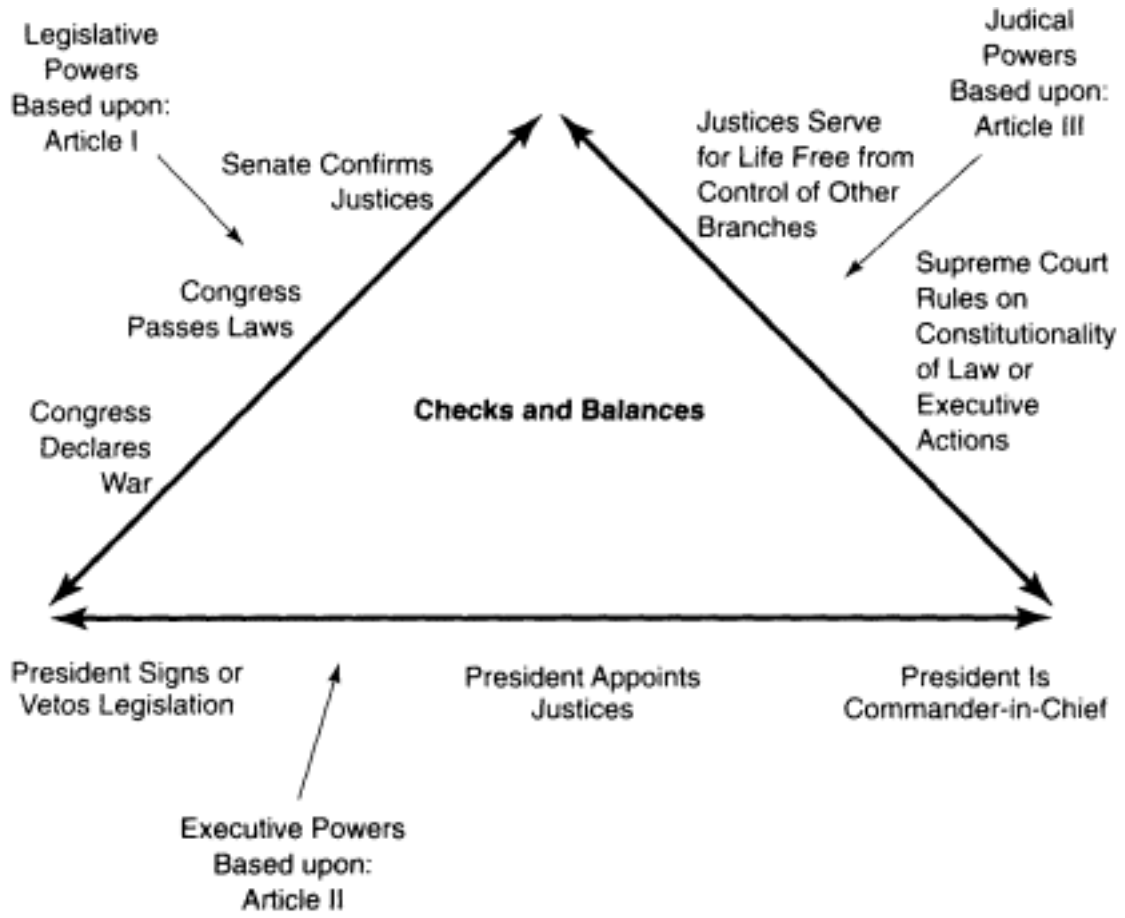 Legislative
Powers
Based upon:
Article I
Judical
Powers
Based upon:
Article III
Senate Confirms
Justices
Justices Serve
for Life Free from
Control of Other
Branches
Congress
Passes Laws
Supreme Court
Rules on
Constitutionality
of Law or
Executive
Actions
Checks and Balances
Congress
Declares
War
President Signs or
Vetos Legislation
President Appoints
Justices
President Is
Commander-in-Chief
Executive Powers
Based upon:
Article II